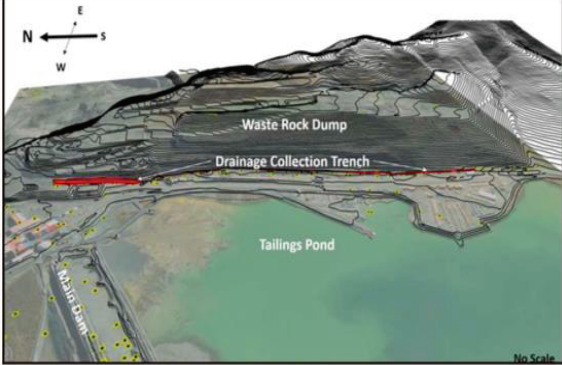 E
N S
W
Waste Rock Dump
Drainage Collection Trench
Tailings Pond
Main Dam
No Scale